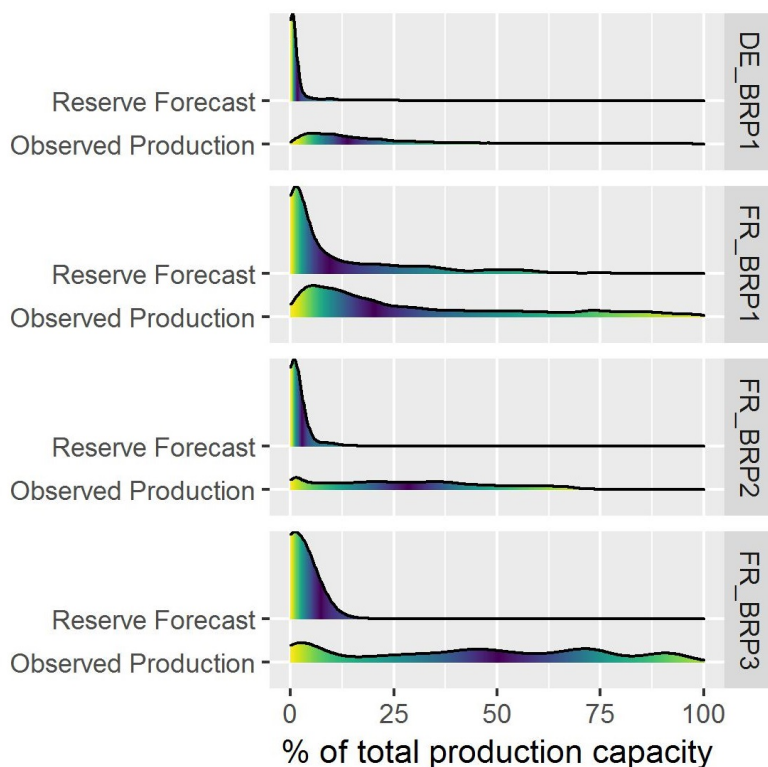 Reserve Forecast
Observed Production
DE_BRP1
Reserve Forecast
Observed Production
FR_BRP1
Reserve Forecast
Observed Production
FR_BRP2
Reserve Forecast
Observed Production
FR_BRP3
0 25 50 75 100
% of total production capacity